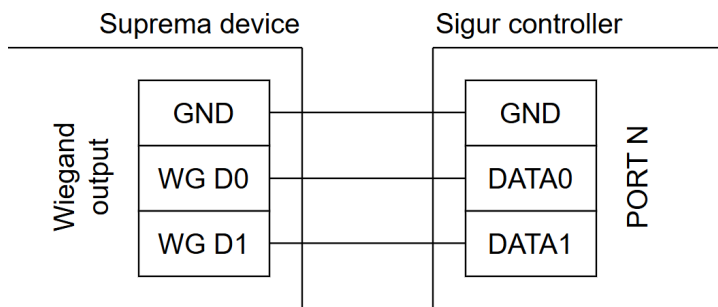 Suprema device
Sigur controller
Wiegand
output
GND
WG D0
WG D1
GND
DATA0
DATA1
PORT N